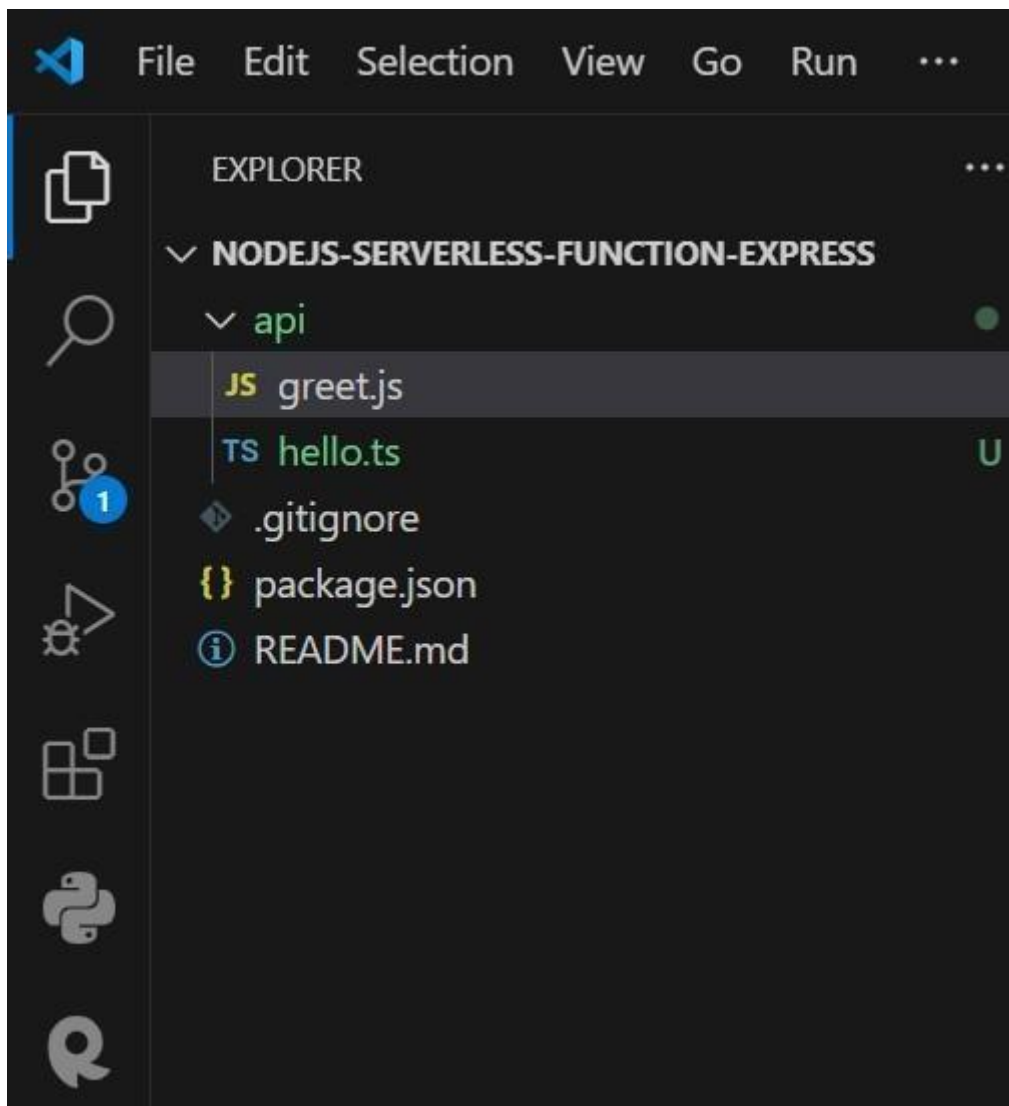 File Edit Selection View Go Run ...
EXPLORER ...
NODEJS-SERVERLESS-FUNCTION-EXPRESS
api
JS greet.js
TS hello.ts U
1
.gitignore
{} package.json
README.md